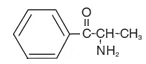 O
C-CH-CH₃
NH₂